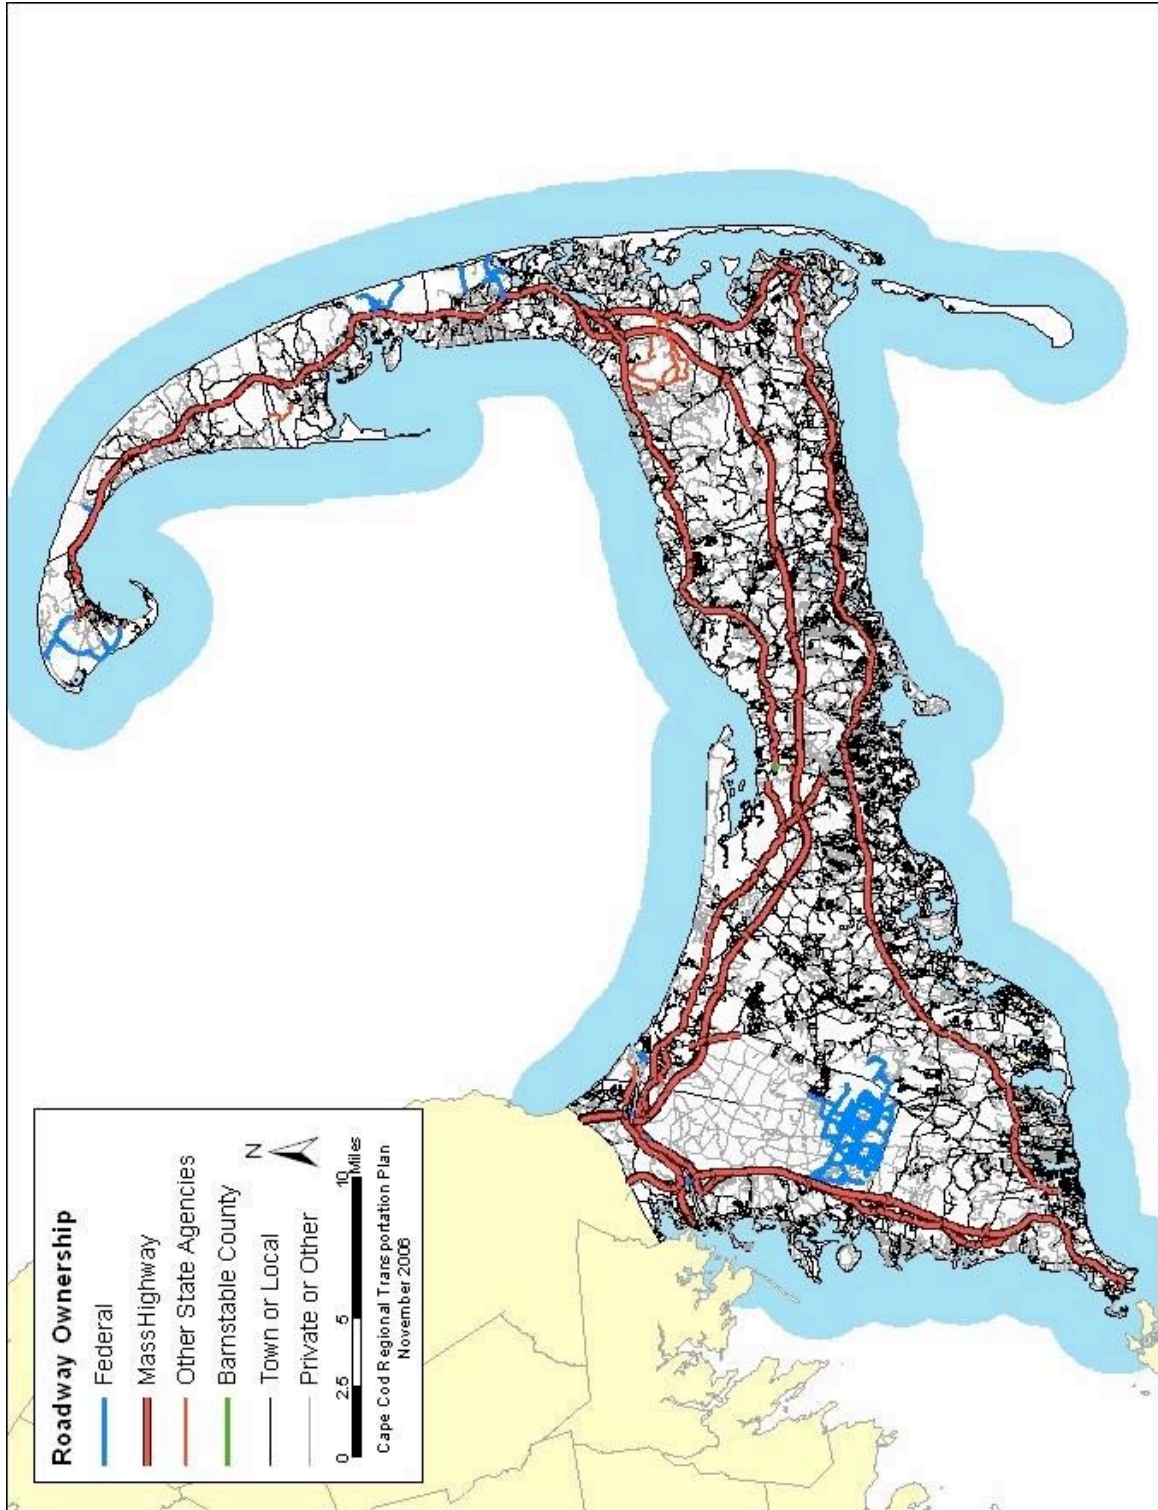 Roadway Ownership
Federal
MassHighway
Other State Agencies
Barnstable County
Town or Local
Private or Other
N
0 2.5 5 10
Miles
Cape Cod Regional Transportation Plan
November 2006